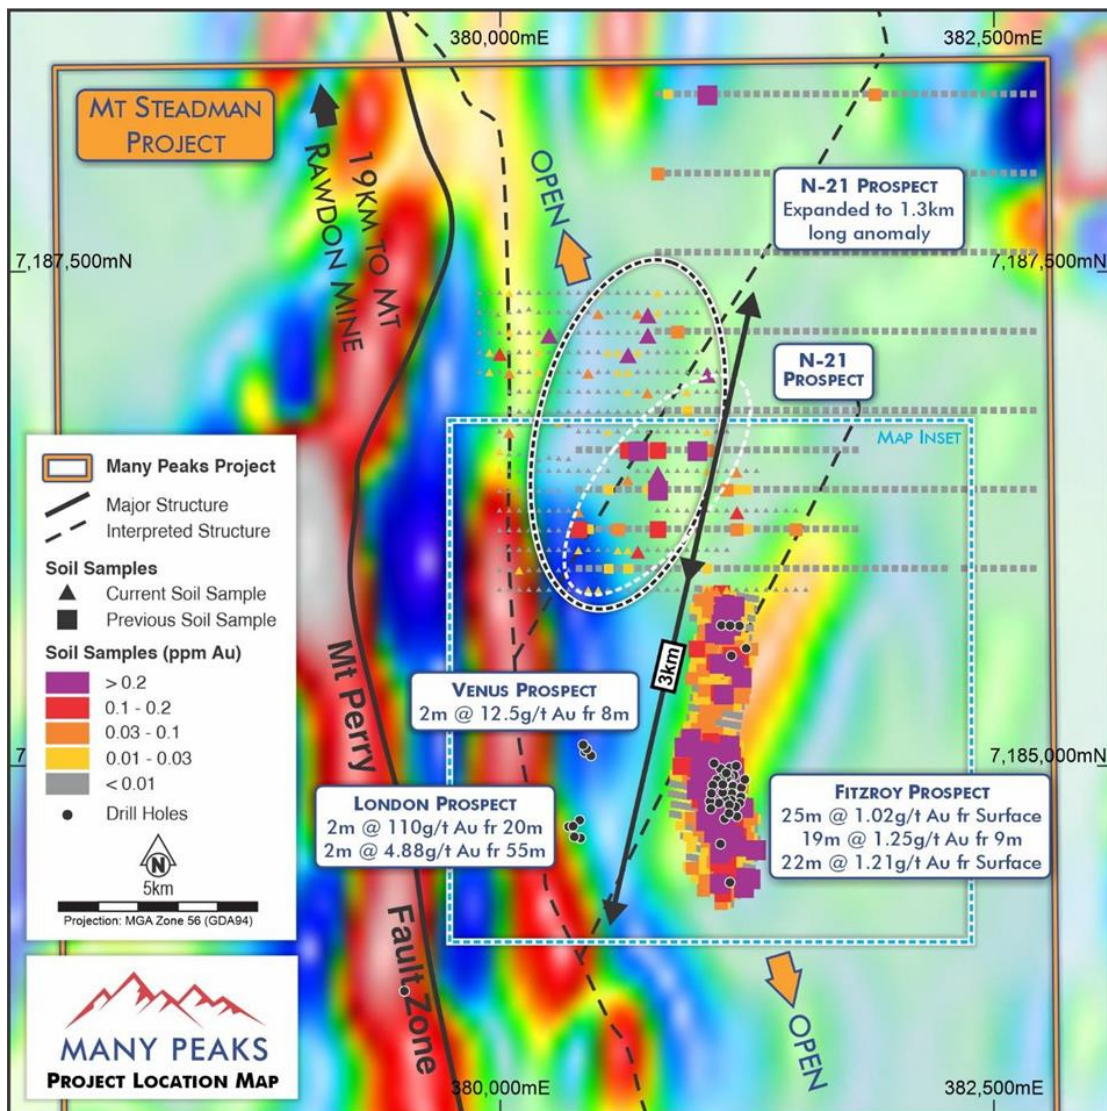 380,000mE
382,500mE
MT STEADMAN
PROJECT
19KM TO MT
RAWDON MINE
OPEN
N-21 PROSPECT
Expanded to 1.3km
long anomaly
7,187,500mN
7,187,500mN
N-21
PROSPECT
MAP INSET
Many Peaks Project
Major Structure
Interpreted Structure
Soil Samples
Current Soil Sample
Previous Soil Sample
Soil Samples (ppm Au)
> 0.2
0.1 - 0.2
0.03 - 0.1
0.01 - 0.03
< 0.01
Drill Holes
N
5km
Projection: MGA Zone 56 (GDA94)
Mt Perry
Fault Zone
3km
VENUS PROSPECT
2m @ 12.5g/t Au fr 8m
7,185,000mN
LONDON PROSPECT
2m @ 110g/t Au fr 20m
2m @ 4.88g/t Au fr 55m
FITZROY PROSPECT
25m @ 1.02g/t Au fr Surface
19m @ 1.25g/t Au fr 9m
22m @ 1.21g/t Au fr Surface
OPEN
MANY PEAKS
PROJECT LOCATION MAP
380,000mE
382,500mE